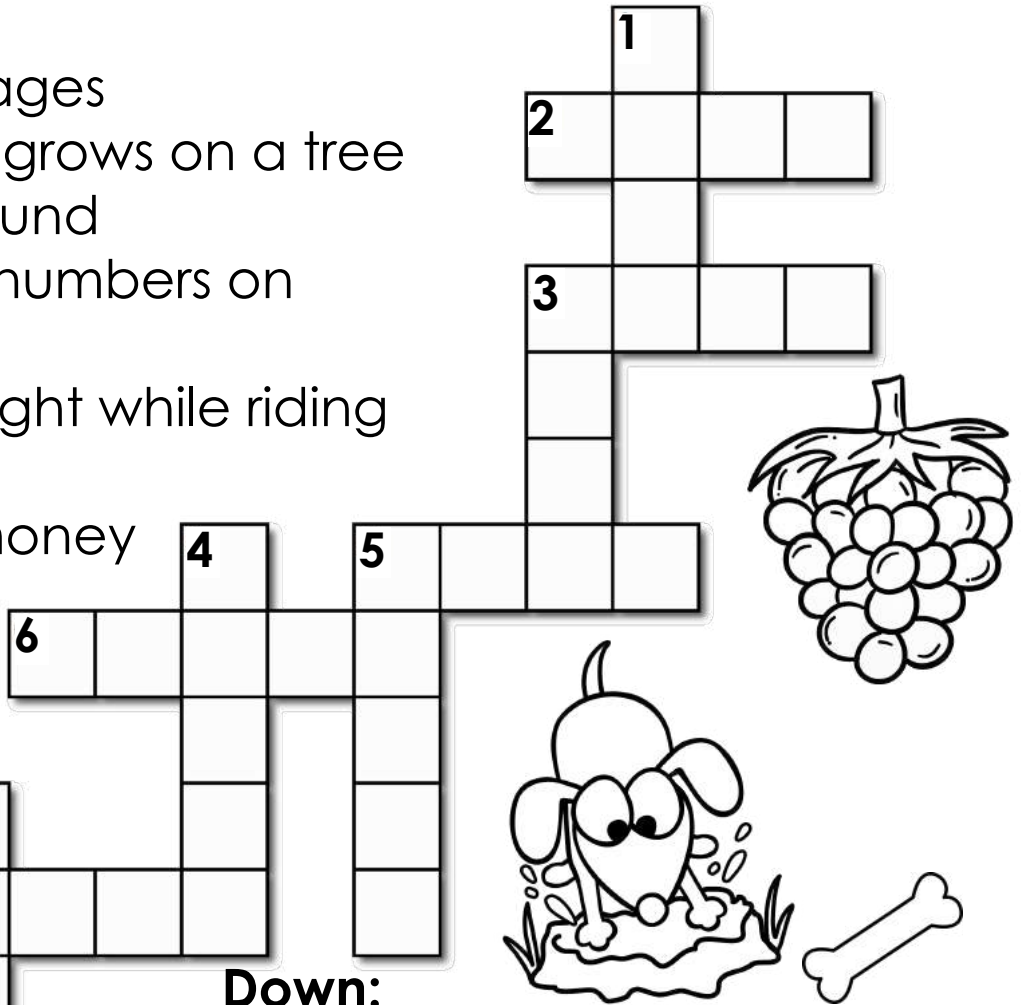 1
ages
2
grows on a tree
und
numbers on
3
ght while riding
oney
4
5
6
Down: